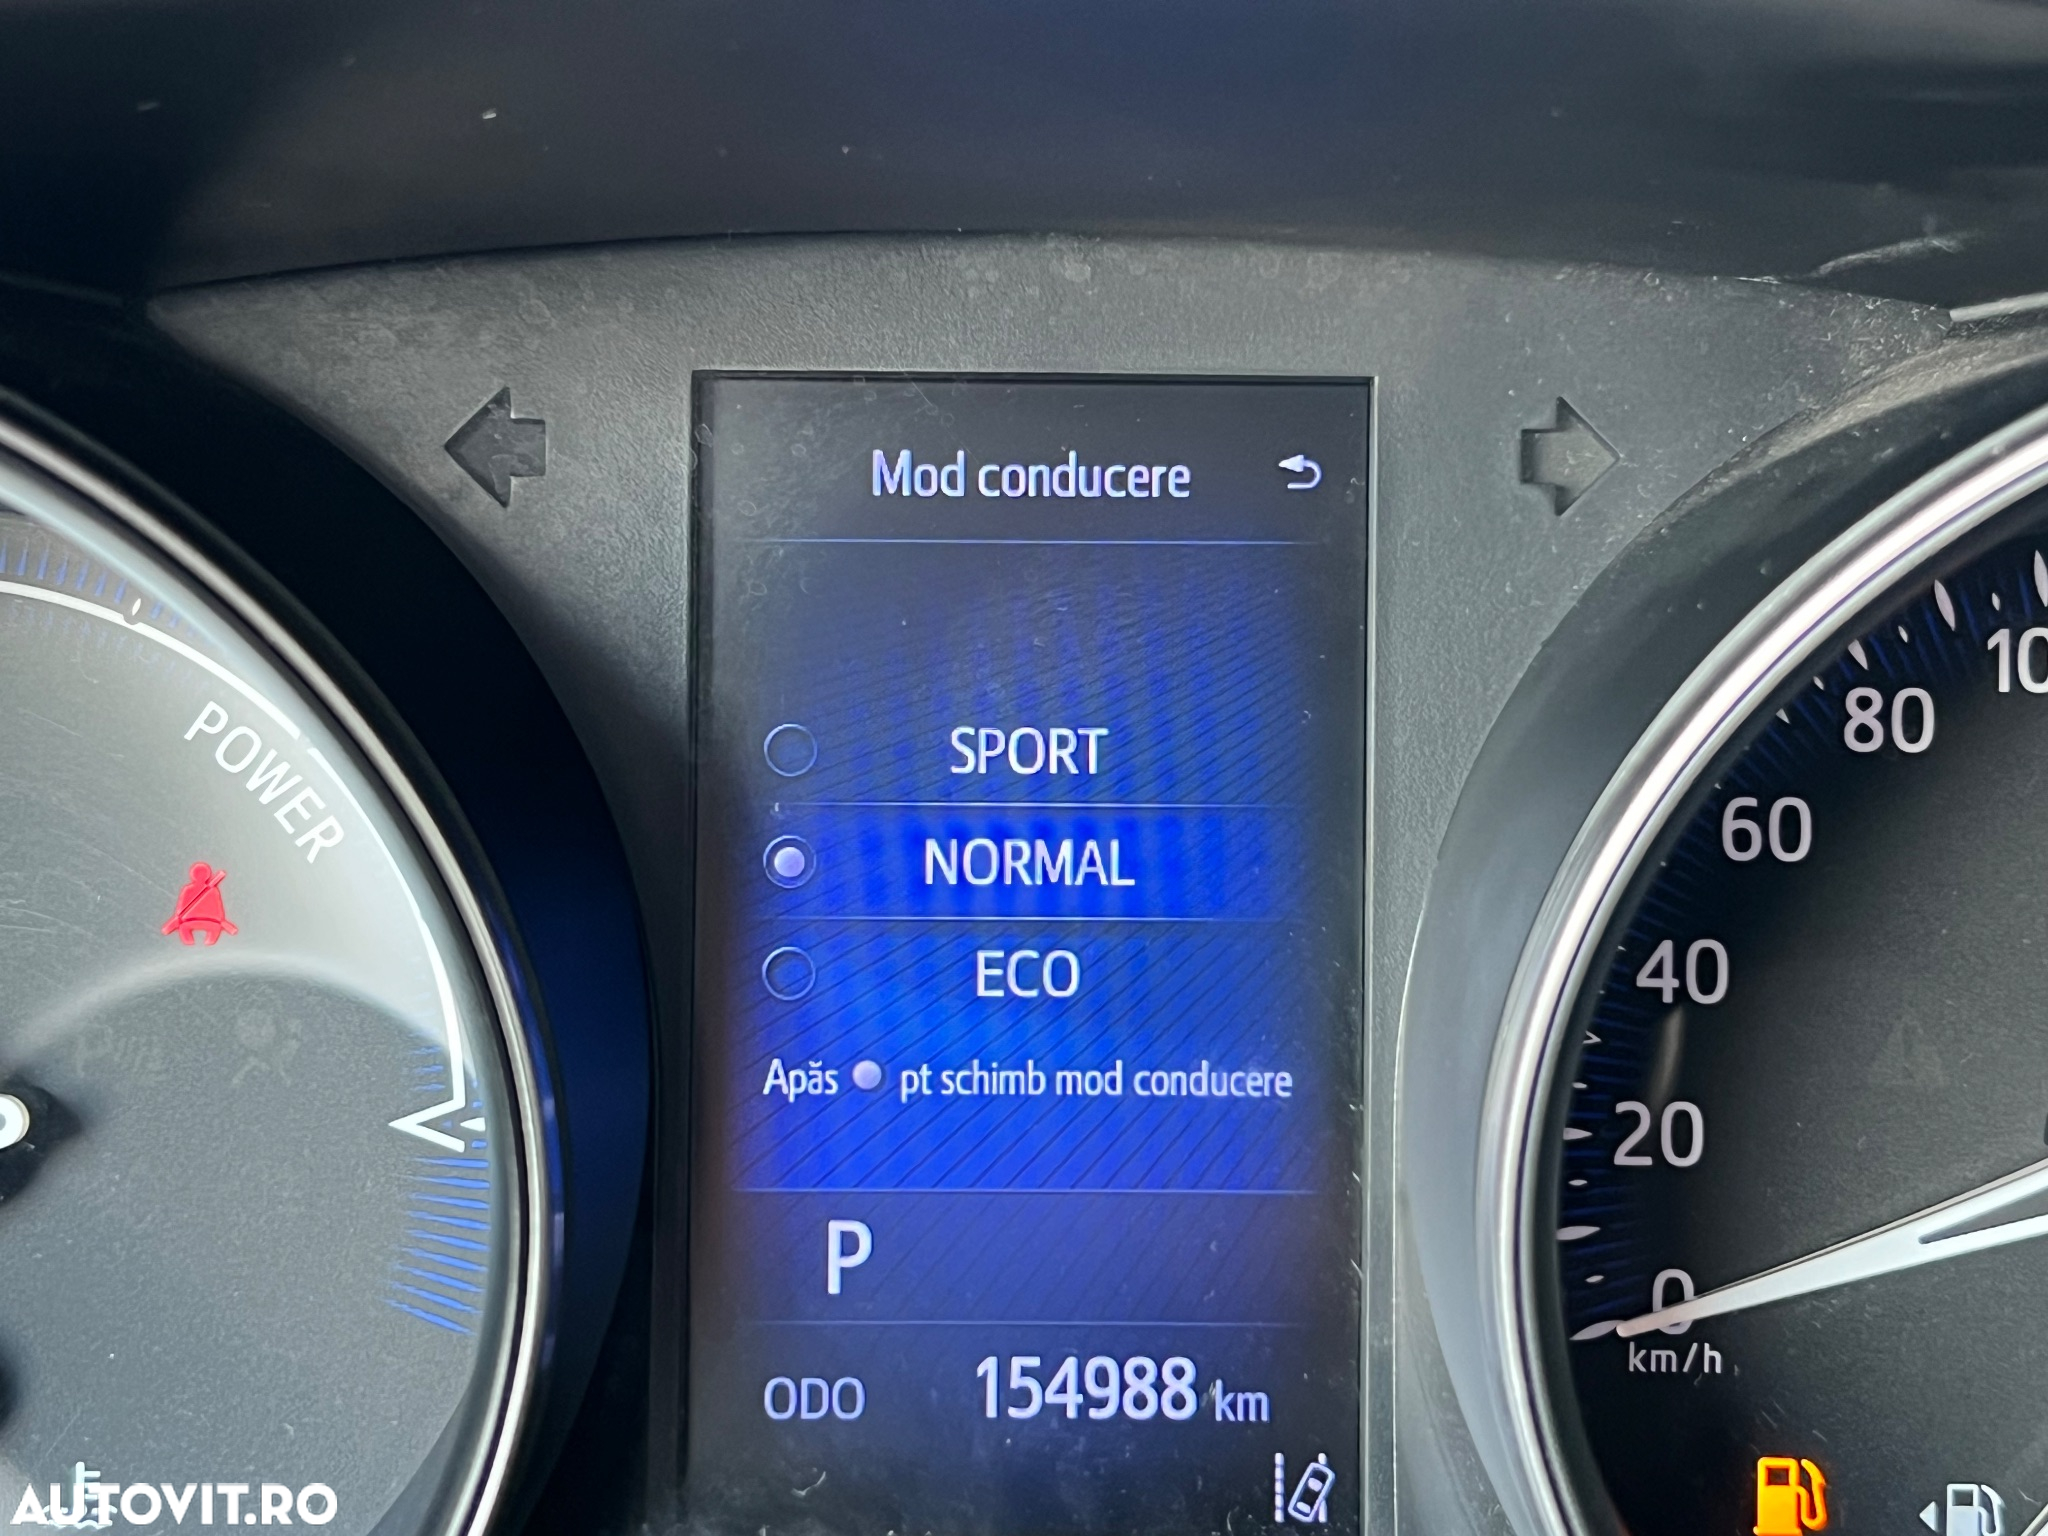 Mod conducere
SPORT
NORMAL
ECO
Apăs pt schimb mod conducere
P
ODO 154988 km
POWER
100
80
60
40
20
0
km/h
AUTOVIT.RO